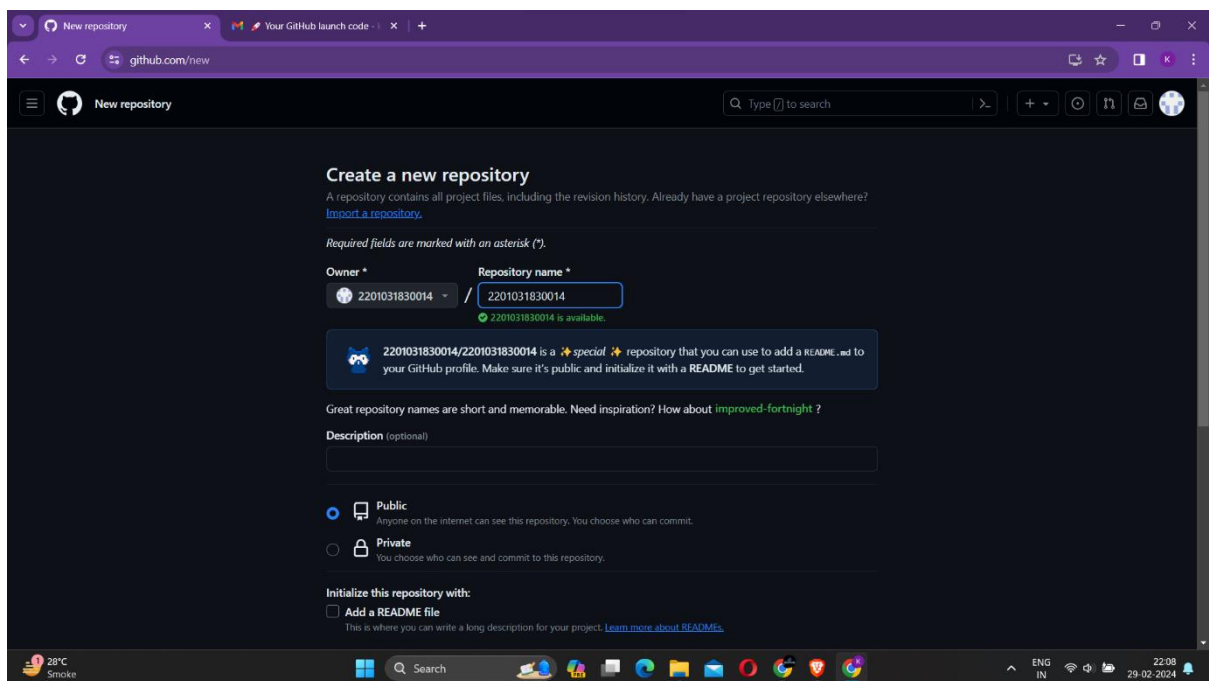 New repository
Your GitHub launch code -
github.com/new
K
New repository
Type / to search
Create a new repository
A repository contains all project files, including the revision history. Already have a project repository elsewhere?
Import a repository.
Required fields are marked with an asterisk (*).
Owner *
Repository name *
2201031830014
/
2201031830014
2201031830014 is available.
2201031830014/2201031830014 is a ✨ special ✨ repository that you can use to add a README.md to
your GitHub profile. Make sure it's public and initialize it with a README to get started.
Great repository names are short and memorable. Need inspiration? How about improved-fortnight ?
Description (optional)
Public
Anyone on the internet can see this repository. You choose who can commit.
Private
You choose who can see and commit to this repository.
Initialize this repository with:
Add a README file
This is where you can write a long description for your project. Learn more about READMEs.
1
28°C
Smoke
Search
PRE
K
ENG
IN
22:08
29-02-2024